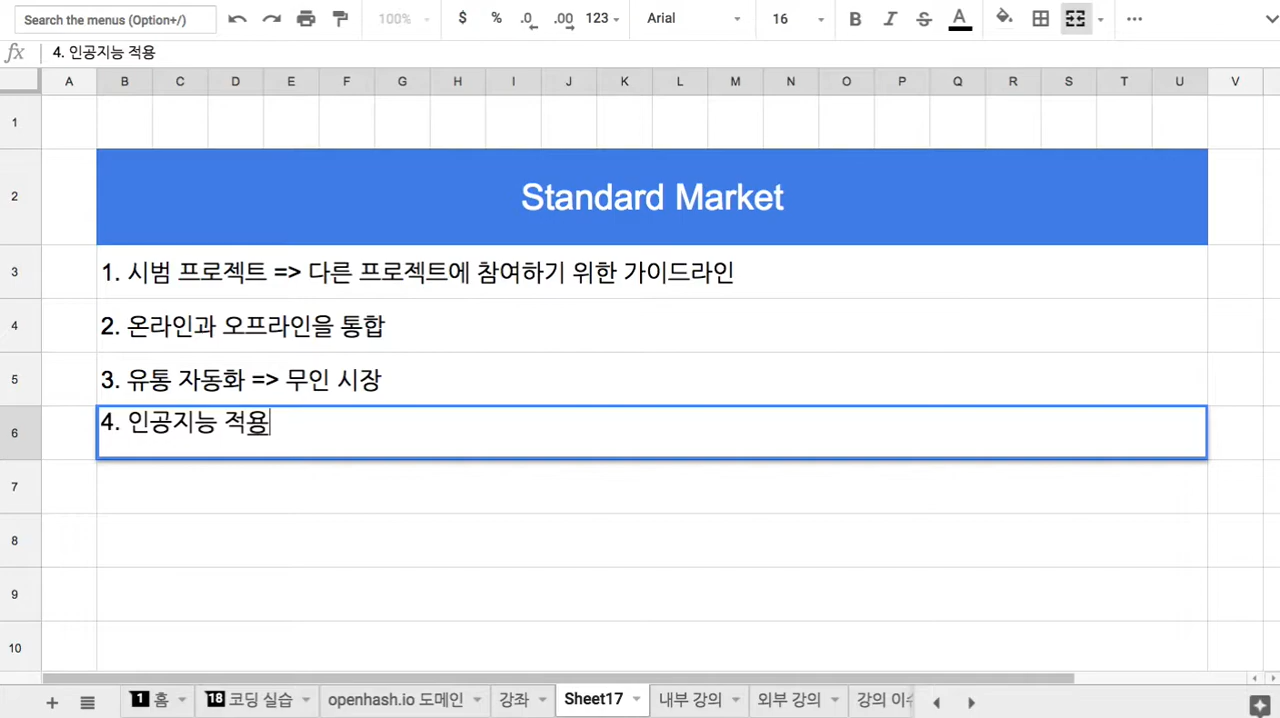 Search the menus (Option+/) 100% $ % .0 .00 123 Arial 16 B I S A
fx 4. 인공지능 적용
A B C D E F G H I J K L M N O P Q R S T U V
1
2 Standard Market
3 1. 시범 프로젝트 => 다른 프로젝트에 참여하기 위한 가이드라인
4 2. 온라인과 오프라인을 통합
5 3. 유통 자동화 => 무인 시장
6 4. 인공지능 적용
7
8
9
10
1 홈 18 코딩 실습 openhash.io 도메인 강좌 Sheet17 내부 강의 외부 강의 강의 이수